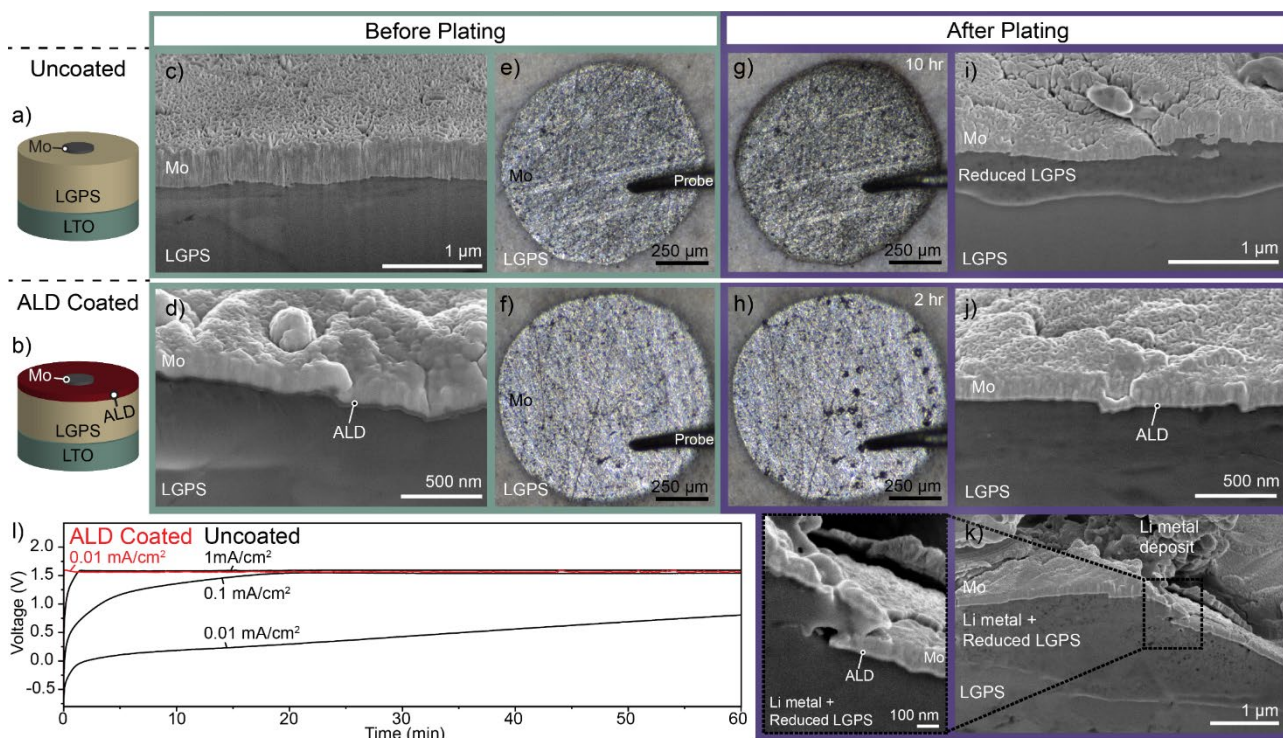 Before Plating
After Plating
Uncoated
a)
Mo
LGPS
LTO
c)
Mo
LGPS
1 µm
e)
Mo
Probe
LGPS
250 µm
g)
10 hr
250 µm
i)
Mo
Reduced LGPS
LGPS
1 µm
ALD Coated
b)
Mo
ALD
LGPS
LTO
d)
Mo
ALD
LGPS
500 nm
f)
Mo
Probe
LGPS
250 µm
h)
2 hr
250 µm
j)
Mo
ALD
LGPS
500 nm
l)
ALD Coated
Uncoated
0.01 mA/cm²
1mA/cm²
0.1 mA/cm²
0.01 mA/cm²
Voltage (V)
2.0
1.5
1.0
0.5
0.0
-0.5
0
10
20
30
40
50
60
Time (min)
ALD
Mo
Li metal +
Reduced LGPS
100 nm
k)
Li metal
deposit
Mo
Li metal +
Reduced LGPS
LGPS
1 µm